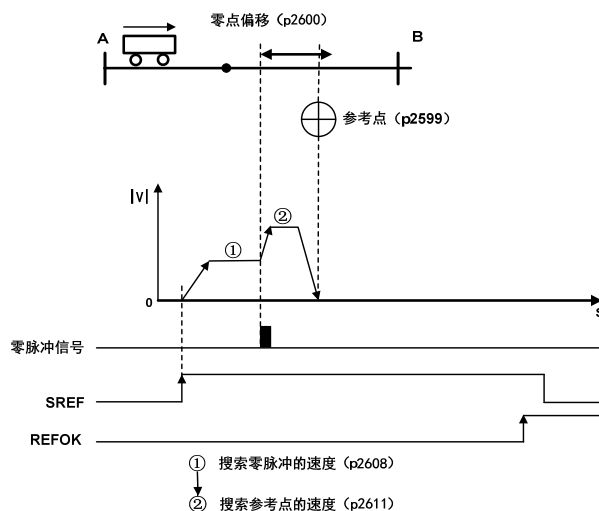 零点偏移（p2600）
A
B
参考点（p2599）
|V|
②
①
0
S
零脉冲信号
SREF
REFOK
① 搜索零脉冲的速度（p2608）
② 搜索参考点的速度（p2611）